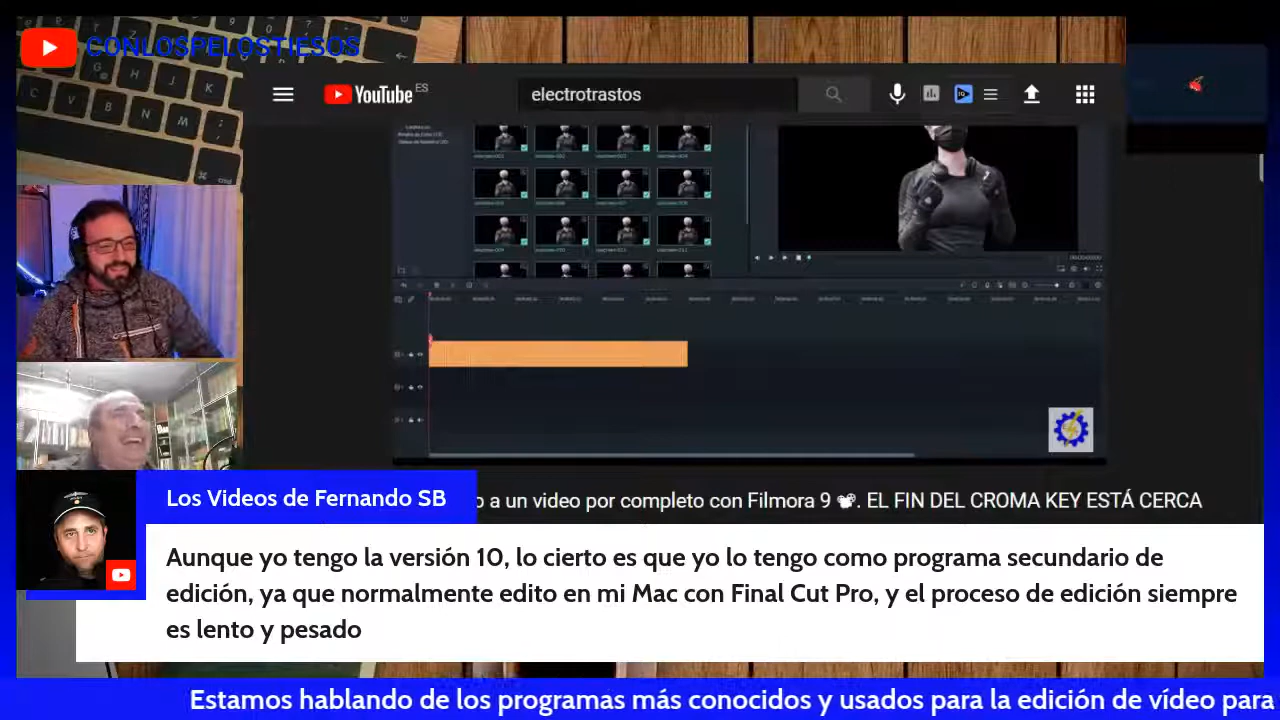 CONLOSPELOSTIESOS
YouTube ES
electrotrastos
Los Videos de Fernando SB
o a un video por completo con Filmora 9 📽. EL FIN DEL CROMA KEY ESTÁ CERCA
Aunque yo tengo la versión 10, lo cierto es que yo lo tengo como programa secundario de
edición, ya que normalmente edito en mi Mac con Final Cut Pro, y el proceso de edición siempre
es lento y pesado
Estamos hablando de los programas más conocidos y usados para la edición de vídeo para